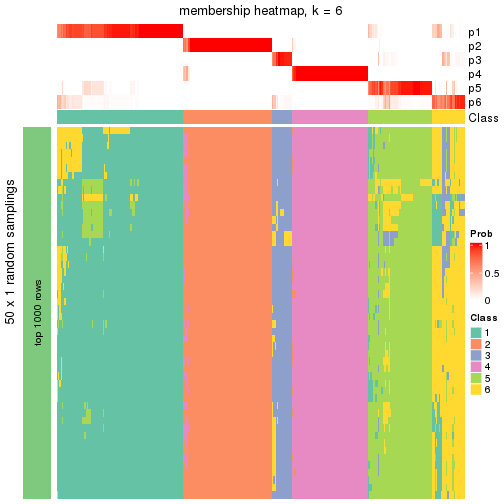 membership heatmap, k = 6
p1
p2
p3
p4
p5
p6
Class
50 x 1 random samplings
top 1000 rows
Prob
1
0.5
0
Class
1
2
3
4
5
6